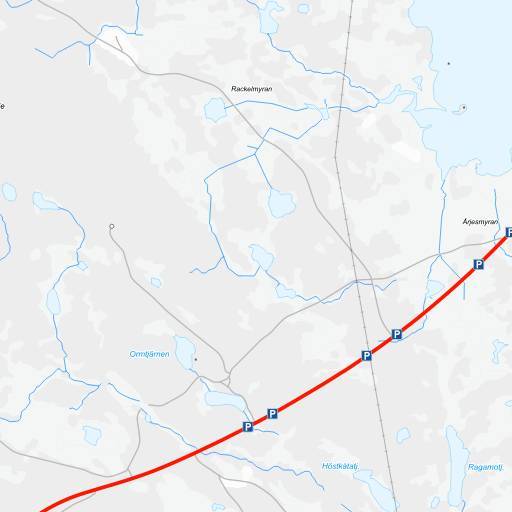 Rackelmyran
Årjesmyran
P
P
Ormtjärnen
P
P
P
P
Höstkåtatj.
Ragamotj.